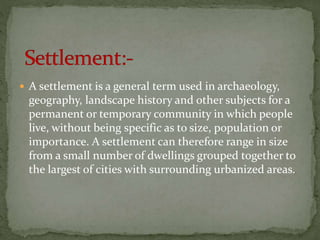 Settlement:-
• A settlement is a general term used in archaeology,
geography, landscape history and other subjects for a
permanent or temporary community in which people
live, without being specific as to size, population or
importance. A settlement can therefore range in size
from a small number of dwellings grouped together to
the largest of cities with surrounding urbanized areas.